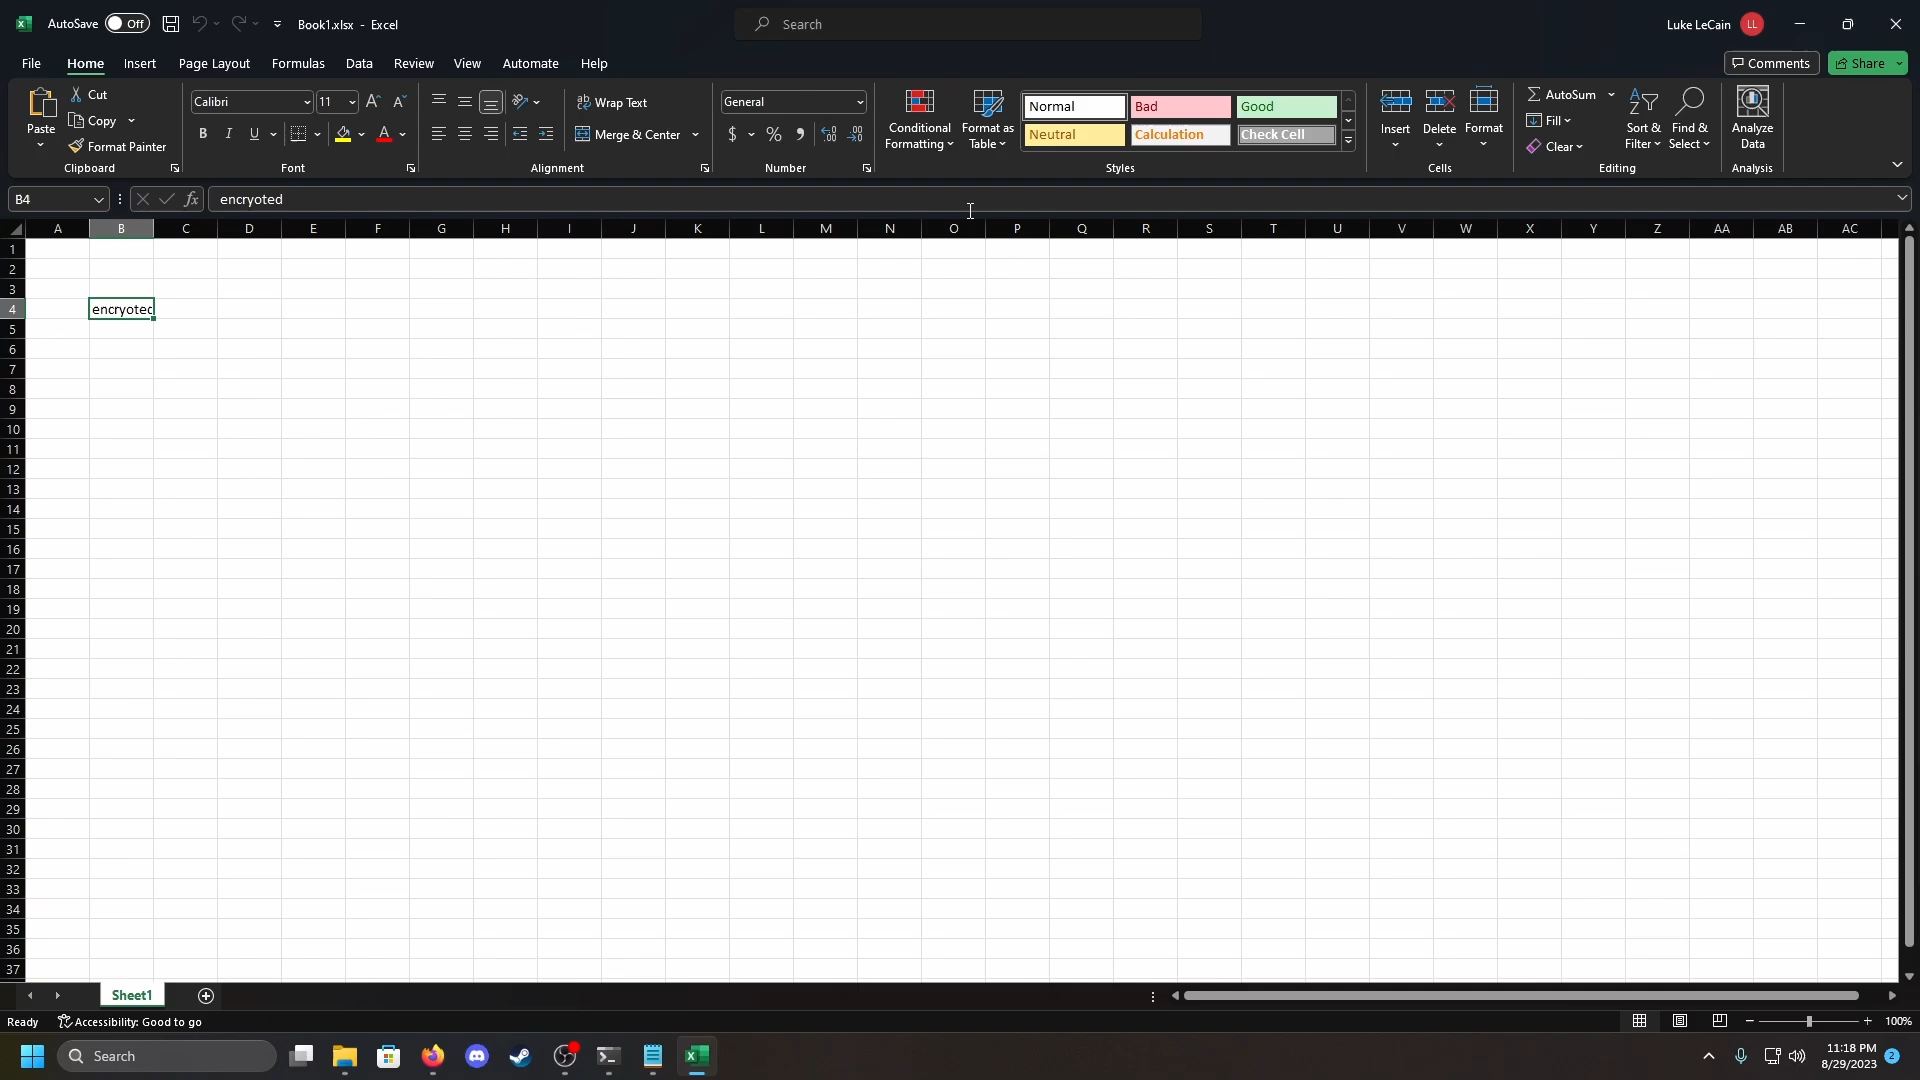 AutoSave Off Book1.xlsx - Excel Search Luke LeCain LL
File Home Insert Page Layout Formulas Data Review View Automate Help Comments Share
Paste Cut Copy Format Painter Clipboard
Calibri 11 B I U A Font
Wrap Text Merge & Center Alignment
General $ % , Number
Conditional Formatting Format as Table
Normal Bad Good
Neutral Calculation Check Cell
Styles
Insert Delete Format Cells
AutoSum Fill Clear Sort & Filter Find & Select Editing
Analyze Data Analysis
B4 fx encryoted
A B C D E F G H I J K L M N O P Q R S T U V W X Y Z AA AB AC
1
2
3
4 encryoted
5
6
7
8
9
10
11
12
13
14
15
16
17
18
19
20
21
22
23
24
25
26
27
28
29
30
31
32
33
34
35
36
37
Sheet1
Ready Accessibility: Good to go 100%
Search 11:18 PM
8/29/2023 2